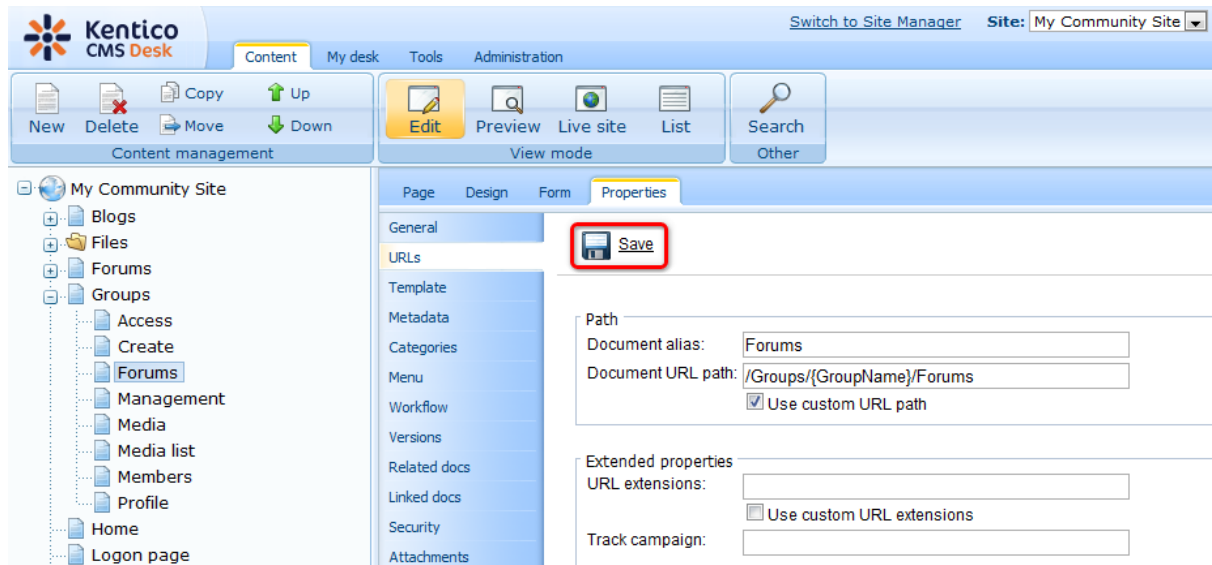 Kentico
CMS Desk
Switch to Site Manager Site: My Community Site
Content My desk Tools Administration
New Delete Copy Move Up Down
Content management
Edit Preview Live site List
View mode
Search
Other
My Community Site
Blogs
Files
Forums
Groups
Access
Create
Forums
Management
Media
Media list
Members
Profile
Home
Logon page
Page Design Form Properties
General
URLs
Template
Metadata
Categories
Menu
Workflow
Versions
Related docs
Linked docs
Security
Attachments
Save
Path
Document alias: Forums
Document URL path: /Groups/{GroupName}/Forums
Use custom URL path
Extended properties
URL extensions:
Use custom URL extensions
Track campaign: